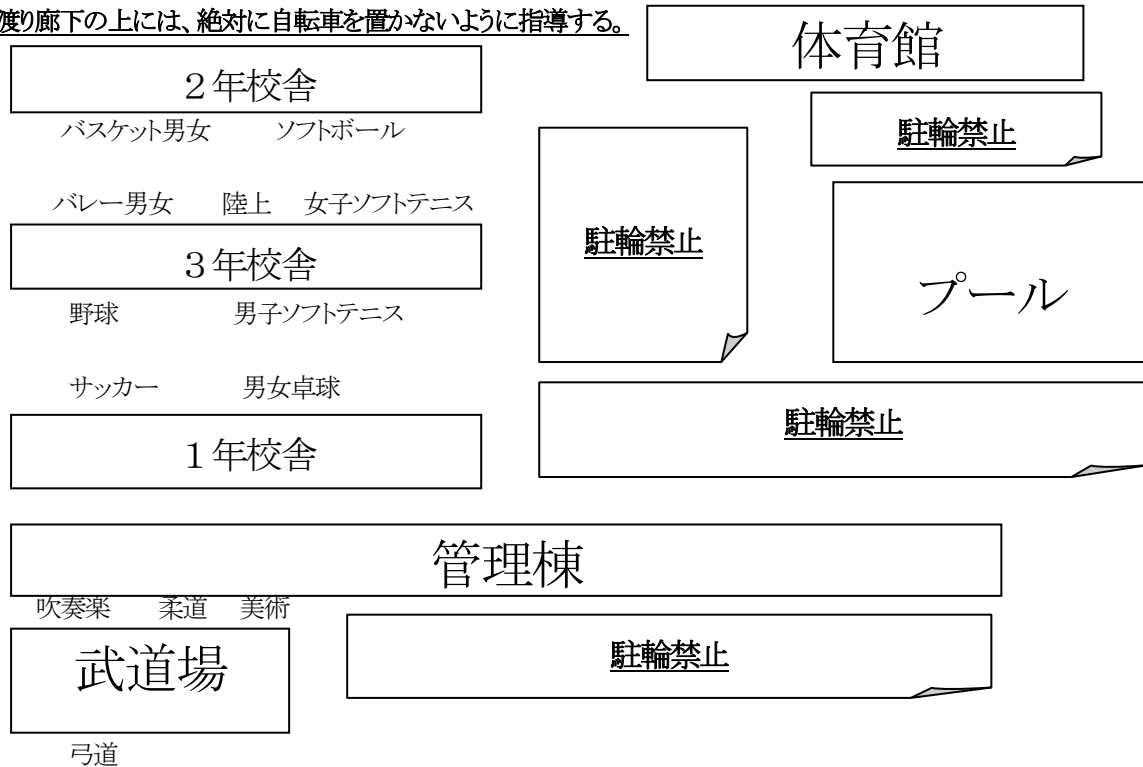 渡り廊下の上には、絶対に自転車を置かないように指導する。
体育館
２年校舎
バスケット男女 ソフトボール
駐輪禁止
バレー男女 陸上 女子ソフトテニス
駐輪禁止
３年校舎
プール
野球 男子ソフトテニス
サッカー 男女卓球
駐輪禁止
１年校舎
管理棟
吹奏楽 柔道 美術
武道場
駐輪禁止
弓道